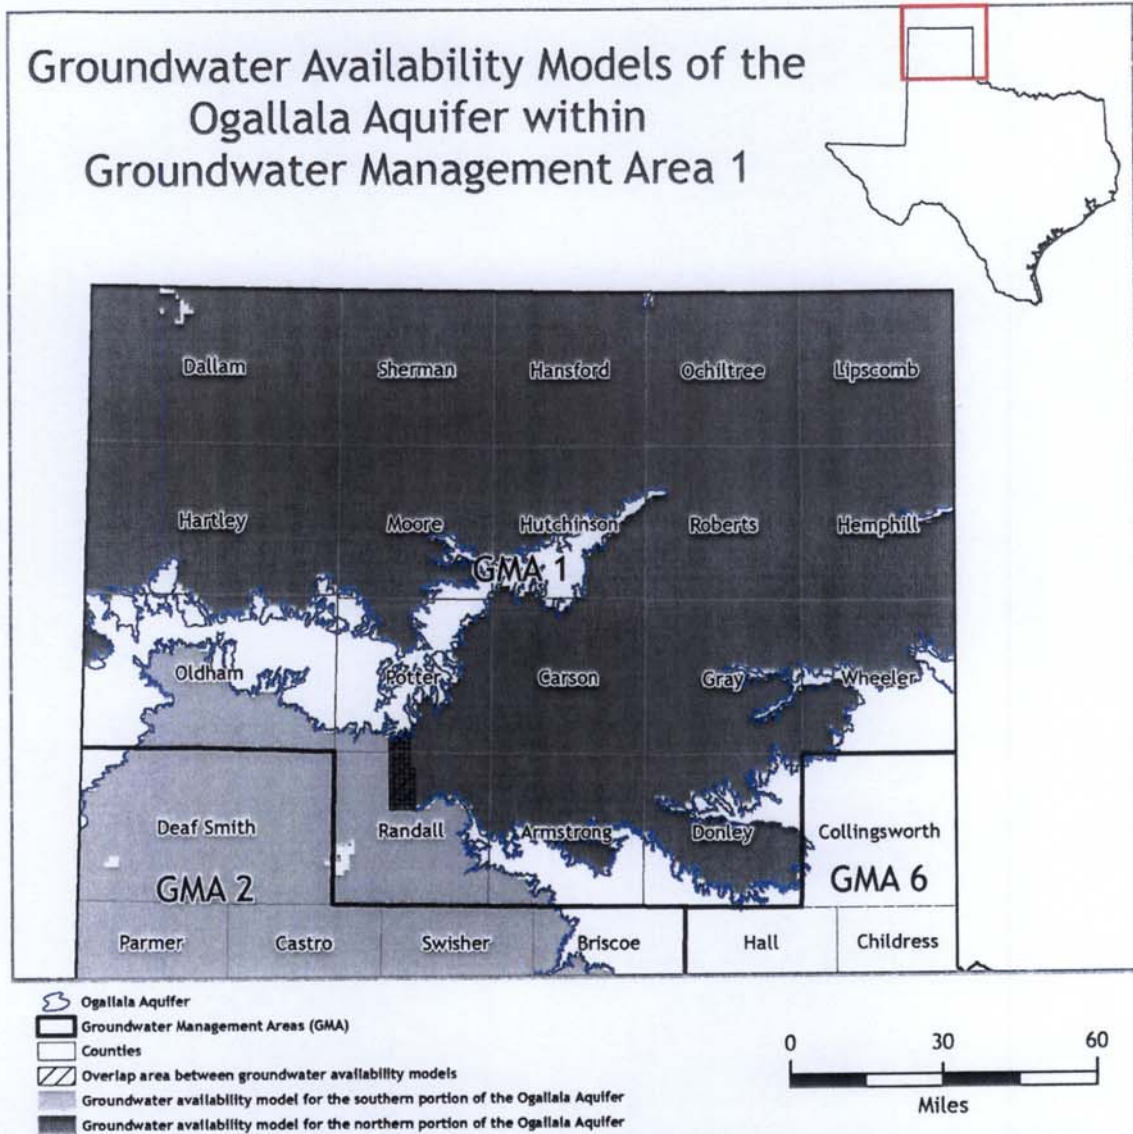 Groundwater Availability Models of the
Ogallala Aquifer within
Groundwater Management Area 1
Dallam
Sherman
Hansford
Ochiltree
Lipscomb
Hartley
Moore
Hutchinson
Roberts
Hemphill
GMA 1
Oldham
Potter
Carson
Gray
Wheeler
Deaf Smith
Randall
Armstrong
Donley
Collingsworth
GMA 2
GMA 6
Parmer
Castro
Swisher
Briscoe
Hall
Childress
Ogallala Aquifer
Groundwater Management Areas (GMA)
Counties
Overlap area between groundwater availability models
Groundwater availability model for the southern portion of the Ogallala Aquifer
Groundwater availability model for the northern portion of the Ogallala Aquifer
0 30 60
Miles